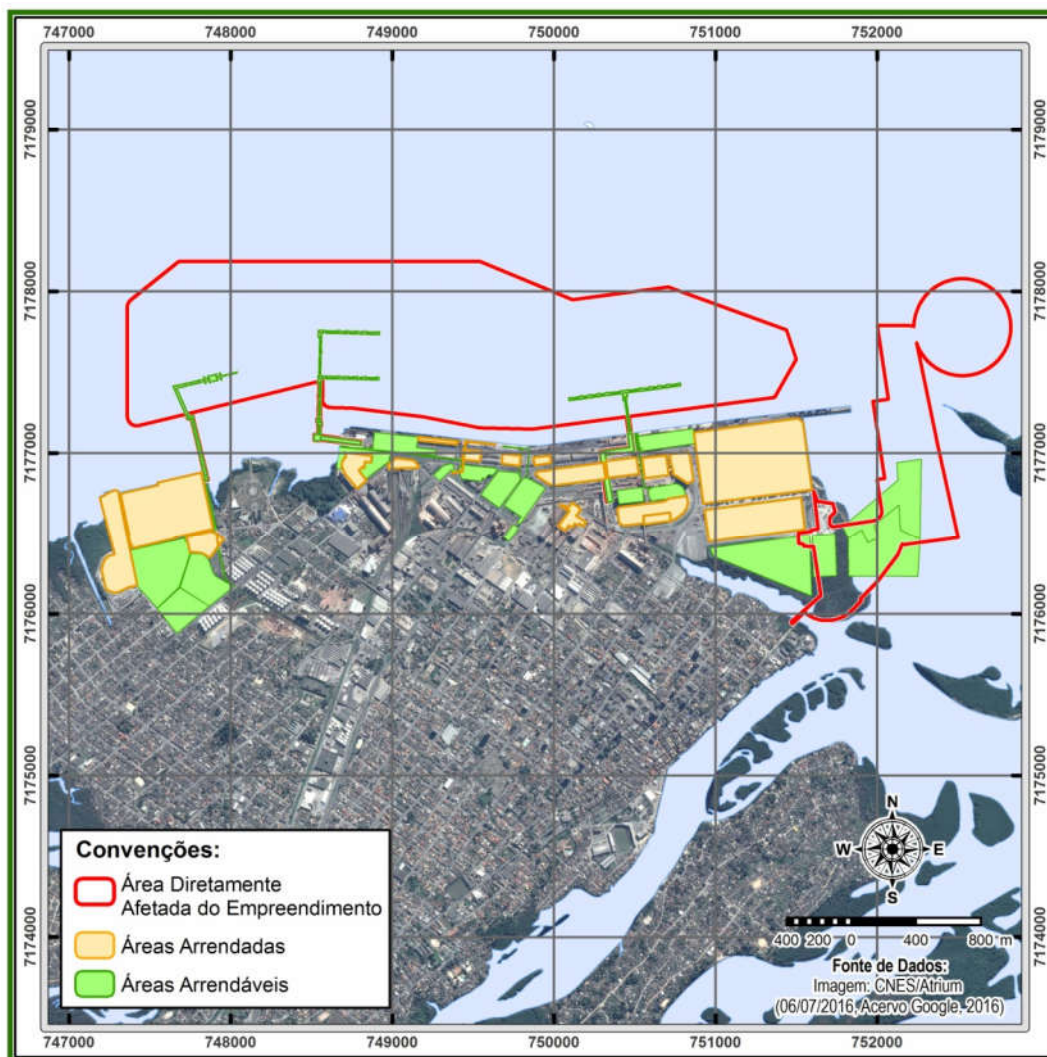 747000 748000 749000 750000 751000 752000
7179000
7178000
7177000
7176000
7175000
7174000
7179000
7178000
7177000
7176000
7175000
7174000
N
W E
S
Convenções:
Área Diretamente
Afetada do Empreendimento
Áreas Arrendadas
Áreas Arrendáveis
400 200 0 400 800 m
Fonte de Dados:
Imagem: CNES/Atrium
(06/07/2016, Acervo Google, 2016)
747000 748000 749000 750000 751000 752000